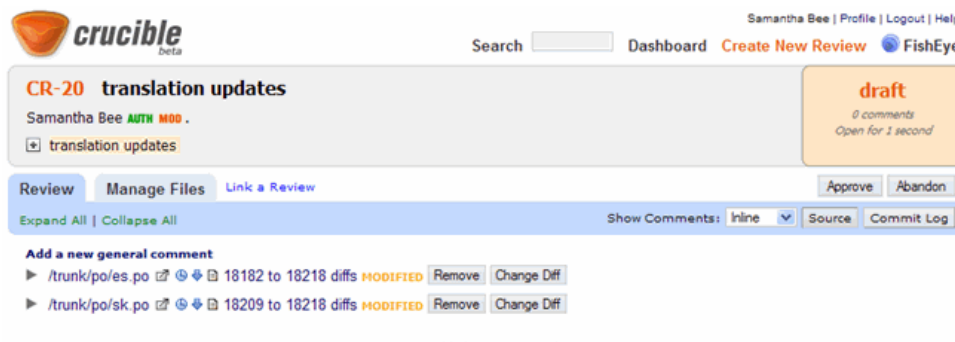 crucible
beta
Samantha Bee | Profile | Logout | Help
Search Dashboard Create New Review FishEye
CR-20 translation updates
Samantha Bee AUTH MOD .
translation updates
draft
0 comments
Open for 1 second
Review Manage Files Link a Review Approve Abandon
Expand All | Collapse All Show Comments: Inline Source Commit Log
Add a new general comment
/trunk/po/es.po 18182 to 18218 diffs MODIFIED Remove Change Diff
/trunk/po/sk.po 18209 to 18218 diffs MODIFIED Remove Change Diff